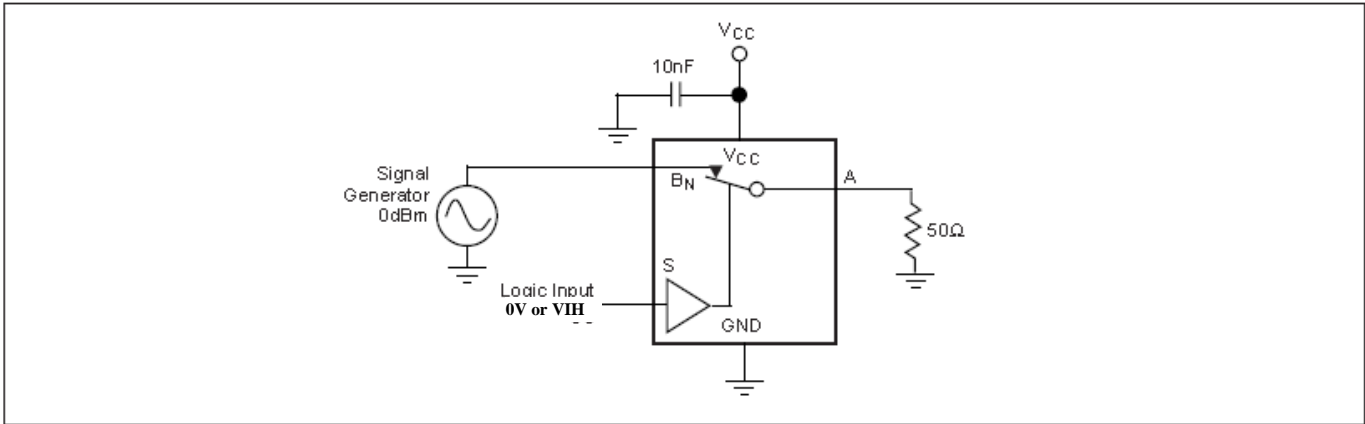 VCC
10nF
VCC
BN
A
Signal
Generator
0dBm
50Ω
S
Logic Input
0V or VIH
GND